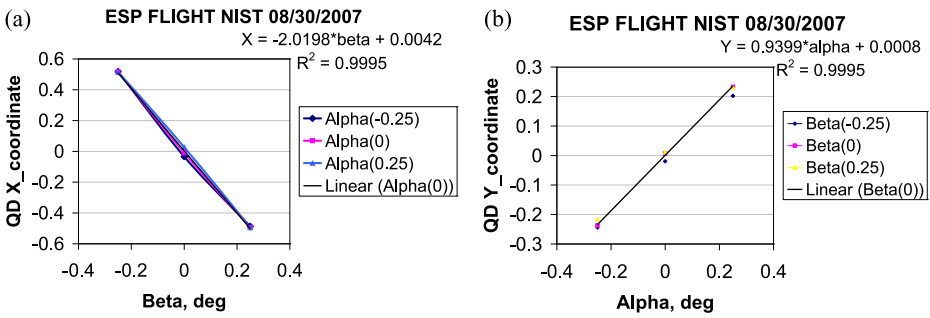 (a)
ESP FLIGHT NIST 08/30/2007
X = -2.0198*beta + 0.0042
R² = 0.9995
QD X_coordinate
0.6
0.4
0.2
0
-0.2
-0.4
-0.6
-0.4 -0.2 0 0.2 0.4
Beta, deg
Alpha(-0.25)
Alpha(0)
Alpha(0.25)
Linear (Alpha(0))
(b)
ESP FLIGHT NIST 08/30/2007
Y = 0.9399*alpha + 0.0008
R² = 0.9995
QD Y_coordinate
0.3
0.2
0.1
0
-0.1
-0.2
-0.3
-0.4 -0.2 0 0.2 0.4
Alpha, deg
Beta(-0.25)
Beta(0)
Beta(0.25)
Linear (Beta(0))